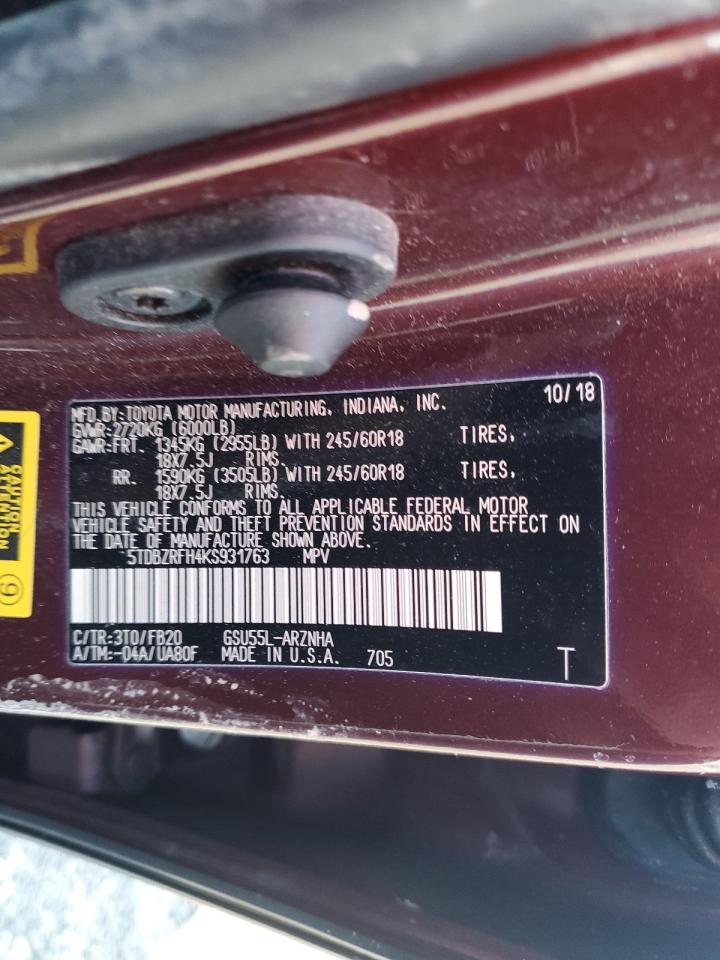 MFD.BY:TOYOTA MOTOR MANUFACTURING, INDIANA, INC. 10/18
GVWR:2720KG (6000LB)
GAWR:FRT. 1345KG (2955LB) WITH 245/60R18 TIRES,
18X7.5J RIMS.
RR. 1590KG (3505LB) WITH 245/60R18 TIRES,
18X7.5J RIMS.
THIS VEHICLE CONFORMS TO ALL APPLICABLE FEDERAL MOTOR
VEHICLE SAFETY AND THEFT PREVENTION STANDARDS IN EFFECT ON
THE DATE OF MANUFACTURE SHOWN ABOVE.
5TDBZRFH4KS931763 MPV
C/TR:3T0/FB20 GSU55L-ARZNHA
A/TM:-04A/UA80F MADE IN U.S.A. 705
T
CAUTION
ATTENTION